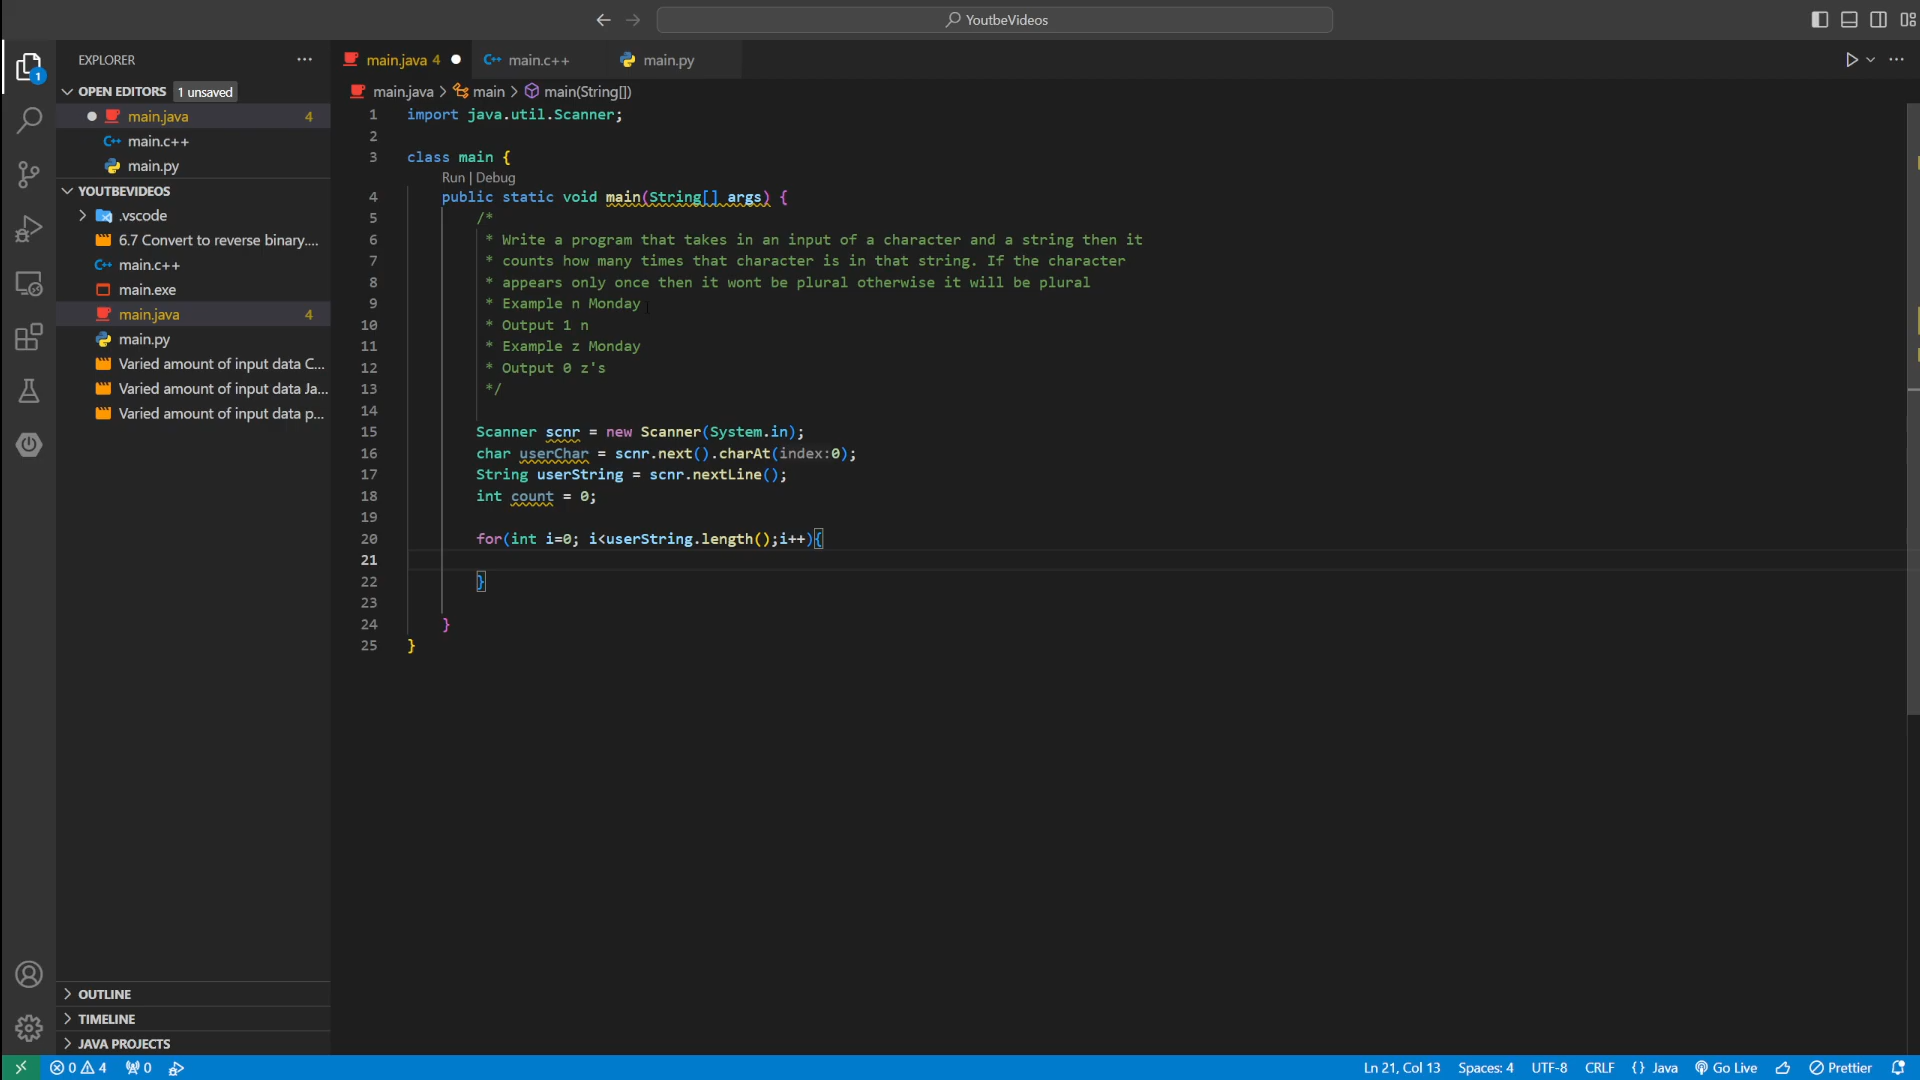 YoutbeVideos
EXPLORER
main.java 4
main.c++
main.py
OPEN EDITORS 1 unsaved
main.java 4
main.c++
main.py
YOUTBEVIDEOS
.vscode
6.7 Convert to reverse binary....
main.c++
main.exe
main.java 4
main.py
Varied amount of input data C...
Varied amount of input data Ja...
Varied amount of input data p...
OUTLINE
TIMELINE
JAVA PROJECTS
main.java > main > main(String[])
1 import java.util.Scanner;
2
3 class main {
Run | Debug
4 public static void main(String[] args) {
5 /*
6 * Write a program that takes in an input of a character and a string then it
7 * counts how many times that character is in that string. If the character
8 * appears only once then it wont be plural otherwise it will be plural
9 * Example n Monday
10 * Output 1 n
11 * Example z Monday
12 * Output 0 z's
13 */
14
15 Scanner scnr = new Scanner(System.in);
16 char userChar = scnr.next().charAt(index:0);
17 String userString = scnr.nextLine();
18 int count = 0;
19
20 for(int i=0; i<userString.length();i++){
21
22 }
23
24 }
25 }
1
0 4 0
Ln 21, Col 13 Spaces: 4 UTF-8 CRLF {} Java Go Live Prettier